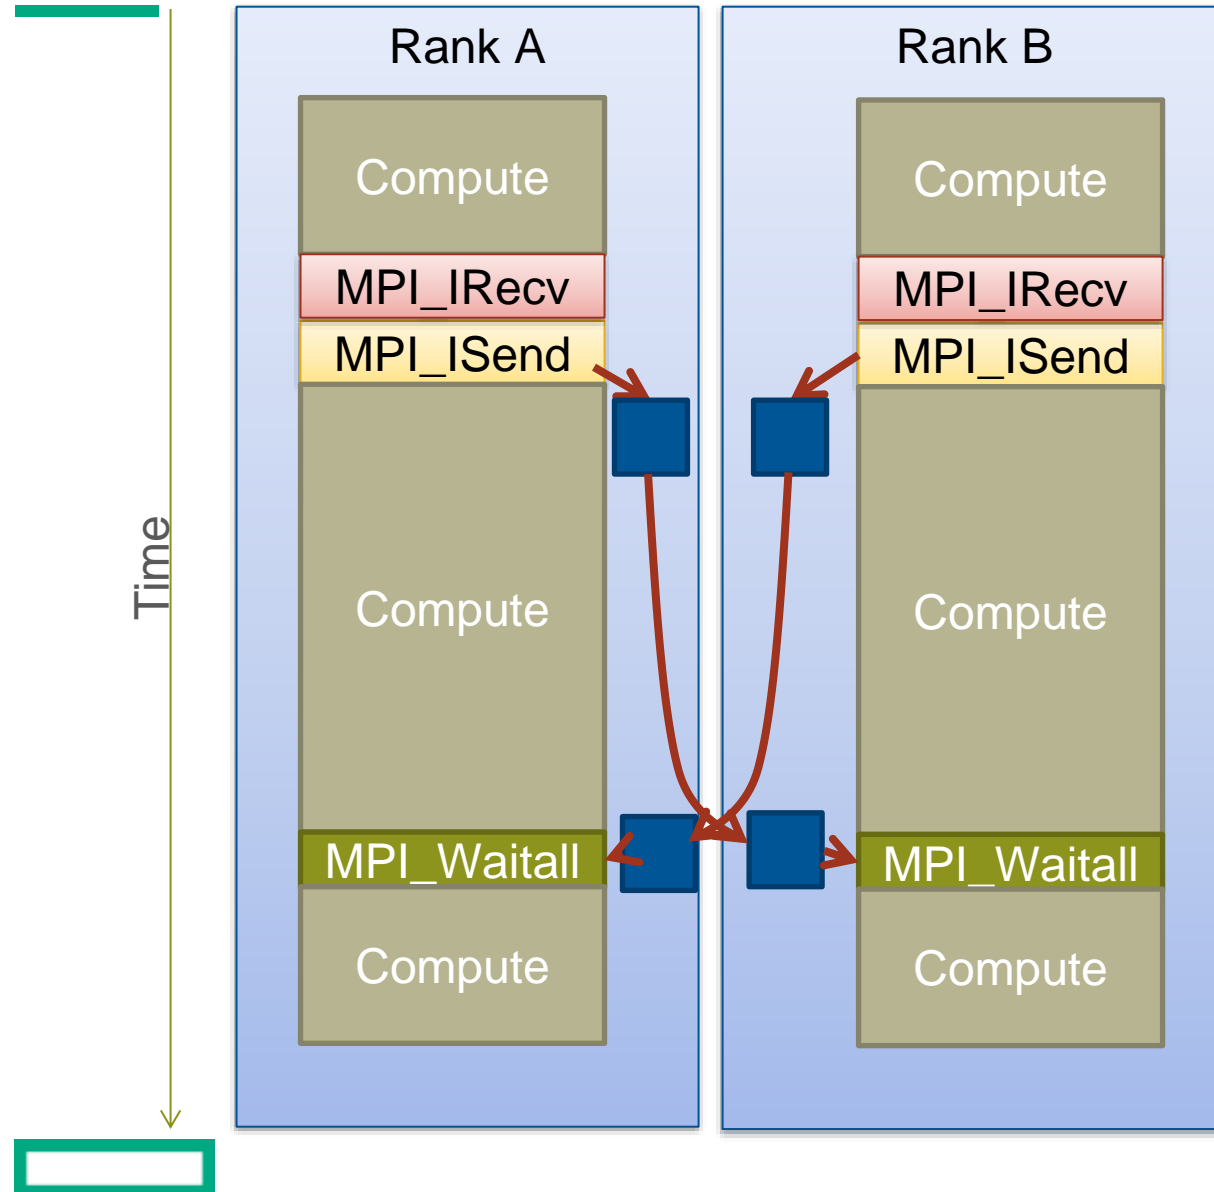 Rank A
Rank B
Compute
Compute
MPI_IRecv
MPI_IRecv
MPI_ISend
MPI_ISend
Time
Compute
Compute
MPI_Waitall
MPI_Waitall
Compute
Compute